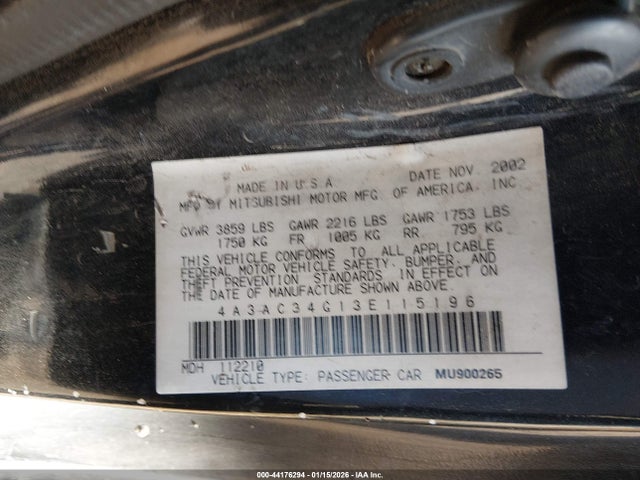 MADE IN U.S.A. DATE NOV. 2002
MFD BY MITSUBISHI MOTOR MFG. OF AMERICA, INC
GVWR 3859 LBS GAWR 2216 LBS GAWR 1753 LBS
1750 KG FR 1005 KG RR 795 KG
THIS VEHICLE CONFORMS TO ALL APPLICABLE
FEDERAL MOTOR VEHICLE SAFETY, BUMPER, AND
THEFT PREVENTION STANDARDS IN EFFECT ON
THE DATE OF MANUFACTURE SHOWN ABOVE.
4A3AC34G13E115196
MDH 112210
VEHICLE TYPE: PASSENGER CAR MU900265
000-44176294 - 01/15/2026 - IAA Inc.